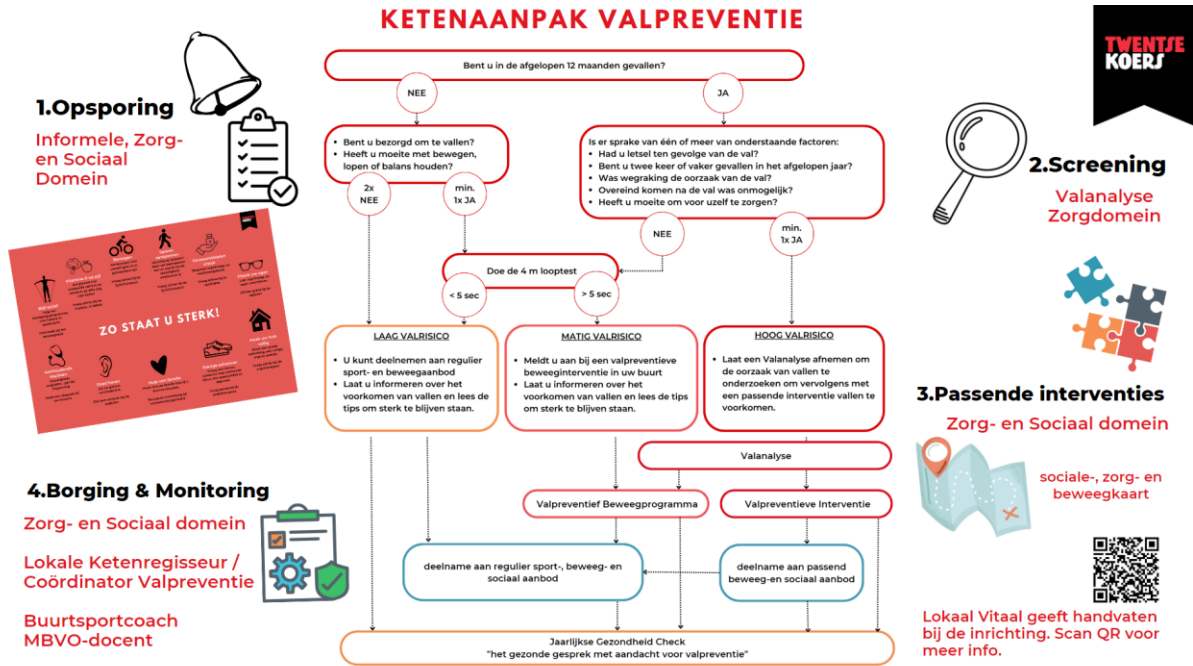 KETENAANPAK VALPREVENTIE
TWENTSE
KOERS
Bent u in de afgelopen 12 maanden gevallen?
NEE
JA
1.Opsporing
Informele, Zorg-
en Sociaal
Domein
• Bent u bezorgd om te vallen?
• Heeft u moeite met bewegen,
lopen of balans houden?
2x
NEE
min.
1x JA
Is er sprake van één of meer van onderstaande factoren:
• Had u letsel ten gevolge van de val?
• Bent u twee keer of vaker gevallen in het afgelopen jaar?
• Was wegraking de oorzaak van de val?
• Overeind komen na de val was onmogelijk?
• Heeft u moeite om voor uzelf te zorgen?
NEE
min.
1x JA
2.Screening
Valanalyse
Zorgdomein
Doe de 4 m looptest
< 5 sec
> 5 sec
ZO STAAT U STERK!
LAAG VALRISICO
• U kunt deelnemen aan regulier
sport- en beweegaanbod
• Laat u informeren over het
voorkomen van vallen en lees de
tips om sterk te blijven staan.
MATIG VALRISICO
• Meldt u aan bij een valpreventieve
beweeginterventie in uw buurt
• Laat u informeren over het
voorkomen van vallen en lees de tips
om sterk te blijven staan.
HOOG VALRISICO
• Laat een Valanalyse afnemen om
de oorzaak van vallen te
onderzoeken om vervolgens met
een passende interventie vallen te
voorkomen.
3.Passende interventies
Zorg- en Sociaal domein
sociale-, zorg- en
beweegkaart
Valanalyse
Valpreventief Beweegprogramma
Valpreventieve Interventie
deelname aan regulier sport-, beweeg- en
sociaal aanbod
deelname aan passend
beweeg-en sociaal aanbod
4.Borging & Monitoring
Zorg- en Sociaal domein
Lokale Ketenregisseur /
Coördinator Valpreventie
Buurtsportcoach
MBVO-docent
Jaarlijkse Gezondheid Check
"het gezonde gesprek met aandacht voor valpreventie"
Lokaal Vitaal geeft handvaten
bij de inrichting. Scan QR voor
meer info.